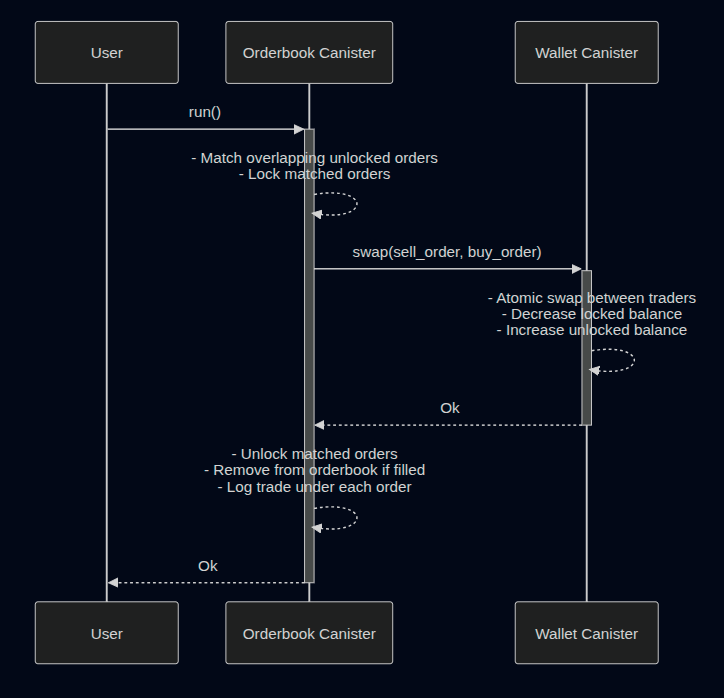 User
Orderbook Canister
Wallet Canister
run()
- Match overlapping unlocked orders
- Lock matched orders
swap(sell_order, buy_order)
- Atomic swap between traders
- Decrease locked balance
- Increase unlocked balance
Ok
- Unlock matched orders
- Remove from orderbook if filled
- Log trade under each order
Ok
User
Orderbook Canister
Wallet Canister